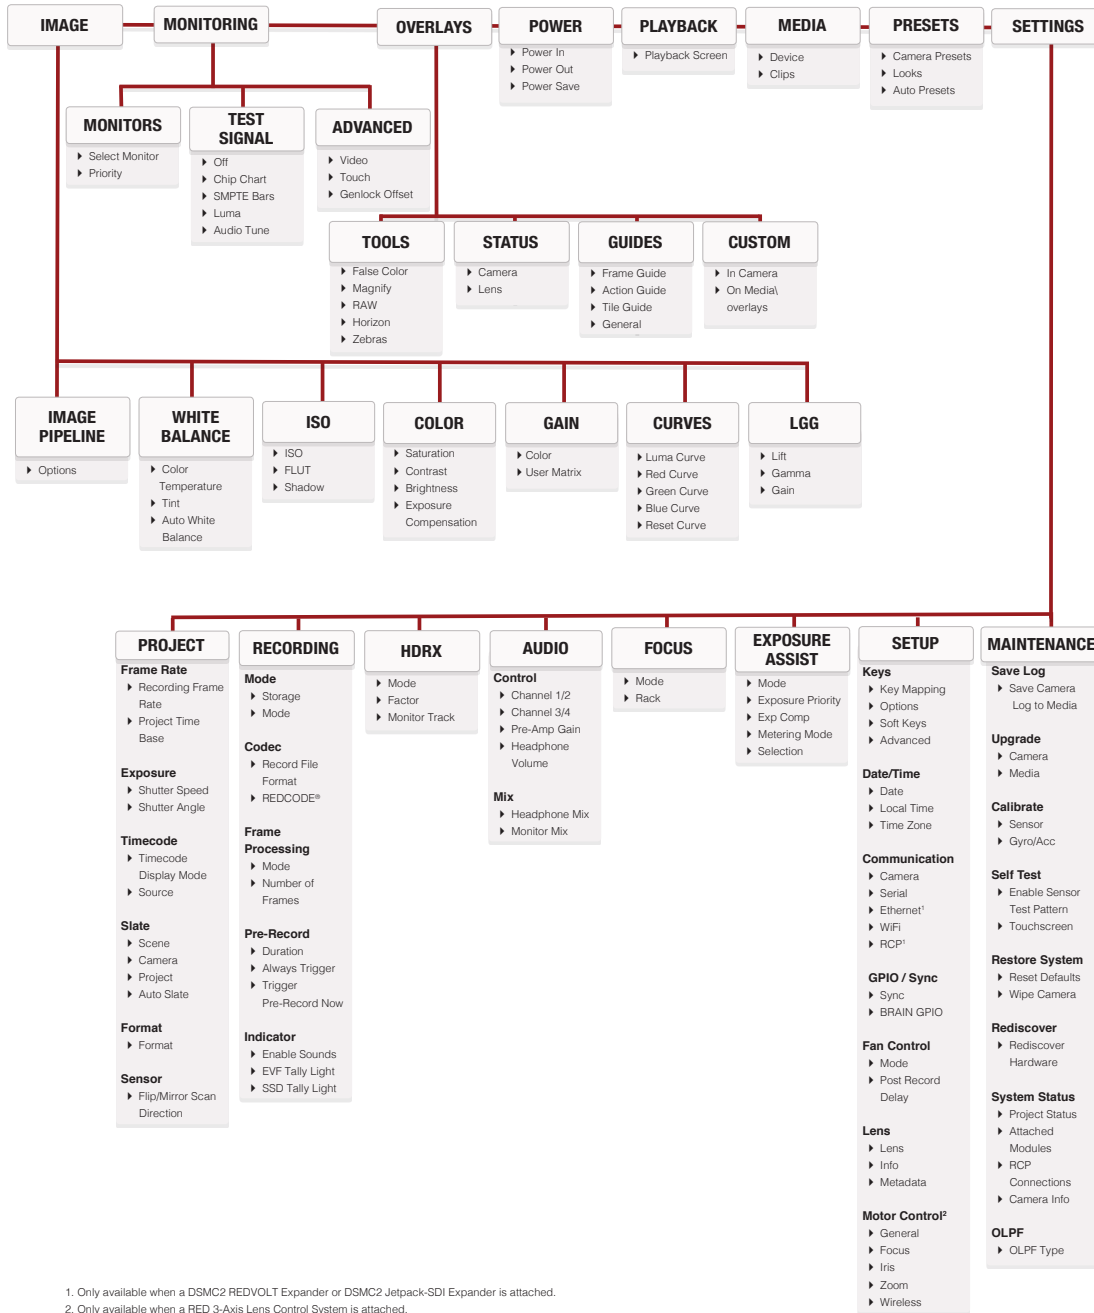 IMAGE
MONITORING
OVERLAYS
POWER
PLAYBACK
MEDIA
PRESETS
SETTINGS
Power In
Power Out
Power Save
Playback Screen
Device
Clips
Camera Presets
Looks
Auto Presets
MONITORS
Select Monitor
Priority
TEST
SIGNAL
Off
Chip Chart
SMPTE Bars
Luma
Audio Tune
ADVANCED
Video
Touch
Genlock Offset
TOOLS
False Color
Magnify
RAW
Horizon
Zebras
STATUS
Camera
Lens
GUIDES
Frame Guide
Action Guide
Tile Guide
General
CUSTOM
In Camera
On Media\
overlays
IMAGE
PIPELINE
Options
WHITE
BALANCE
Color
Temperature
Tint
Auto White
Balance
ISO
ISO
FLUT
Shadow
COLOR
Saturation
Contrast
Brightness
Exposure
Compensation
GAIN
Color
User Matrix
CURVES
Luma Curve
Red Curve
Green Curve
Blue Curve
Reset Curve
LGG
Lift
Gamma
Gain
PROJECT
Frame Rate
Recording Frame
Rate
Project Time
Base
Exposure
Shutter Speed
Shutter Angle
Timecode
Timecode
Display Mode
Source
Slate
Scene
Camera
Project
Auto Slate
Format
Format
Sensor
Flip/Mirror Scan
Direction
RECORDING
Mode
Storage
Mode
Codec
Record File
Format
REDCODE®
Frame
Processing
Mode
Number of
Frames
Pre-Record
Duration
Always Trigger
Trigger
Pre-Record Now
Indicator
Enable Sounds
EVF Tally Light
SSD Tally Light
HDRX
Mode
Factor
Monitor Track
AUDIO
Control
Channel 1/2
Channel 3/4
Pre-Amp Gain
Headphone
Volume
Mix
Headphone Mix
Monitor Mix
FOCUS
Mode
Rack
EXPOSURE
ASSIST
Mode
Exposure Priority
Exp Comp
Metering Mode
Selection
SETUP
Keys
Key Mapping
Options
Soft Keys
Advanced
Date/Time
Date
Local Time
Time Zone
Communication
Camera
Serial
Ethernet¹
WiFi
RCP¹
GPIO / Sync
Sync
BRAIN GPIO
Fan Control
Mode
Post Record
Delay
Lens
Lens
Info
Metadata
Motor Control²
General
Focus
Iris
Zoom
Wireless
MAINTENANCE
Save Log
Save Camera
Log to Media
Upgrade
Camera
Media
Calibrate
Sensor
Gyro/Acc
Self Test
Enable Sensor
Test Pattern
Touchscreen
Restore System
Reset Defaults
Wipe Camera
Rediscover
Rediscover
Hardware
System Status
Project Status
Attached
Modules
RCP
Connections
Camera Info
OLPF
OLPF Type
1. Only available when a DSMC2 REDVOLT Expander or DSMC2 Jetpack-SDI Expander is attached.
2. Only available when a RED 3-Axis Lens Control System is attached.